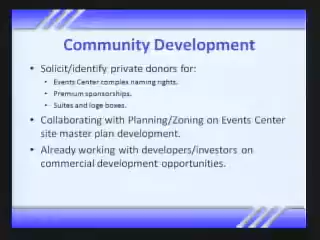 Community Development
• Solicit/identify private donors for:
• Events Center complex naming rights.
• Premium sponsorships.
• Suites and loge boxes.
• Collaborating with Planning/Zoning on Events Center
site master plan development.
• Already working with developers/investors on
commercial development opportunities.